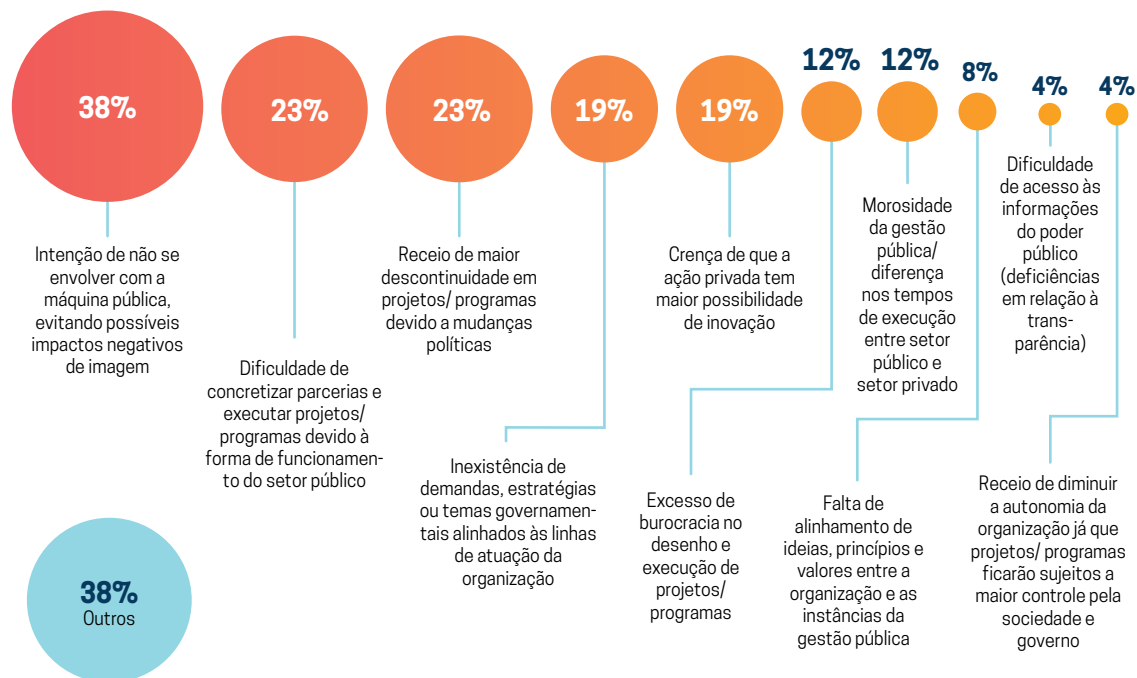 38%
Intenção de não se
envolver com a
máquina pública,
evitando possíveis
impactos negativos
de imagem
23%
Dificuldade de
concretizar parcerias e
executar projetos/
programas devido à
forma de funcionamen-
to do setor público
23%
Receio de maior
descontinuidade em
projetos/ programas
devido a mudanças
políticas
19%
Inexistência de
demandas, estratégias
ou temas governamen-
tais alinhados às linhas
de atuação da
organização
19%
Crença de que a
ação privada tem
maior possibilidade
de inovação
12%
Excesso de
burocracia no
desenho e
execução de
projetos/
programas
12%
Morosidade
da gestão
pública/
diferença
nos tempos
de execução
entre setor
público e
setor privado
8%
Falta de
alinhamento de
ideias, princípios e
valores entre a
organização e as
instâncias da
gestão pública
4%
Dificuldade
de acesso às
informações
do poder
público
(deficiências
em relação à
trans-
parência)
4%
Receio de diminuir
a autonomia da
organização já que
projetos/ programas
ficarão sujeitos a
maior controle pela
sociedade e
governo
38%
Outros